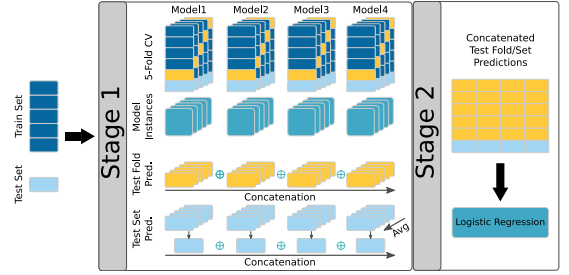 Train Set
Test Set
Stage 1
Model1 Model2 Model3 Model4
5-Fold CV
Model
Instances
Test Fold
Pred.
Concatenation
Test Set
Pred.
Avg
Concatenation
Stage 2
Concatenated
Test Fold/Set
Predictions
Logistic Regression